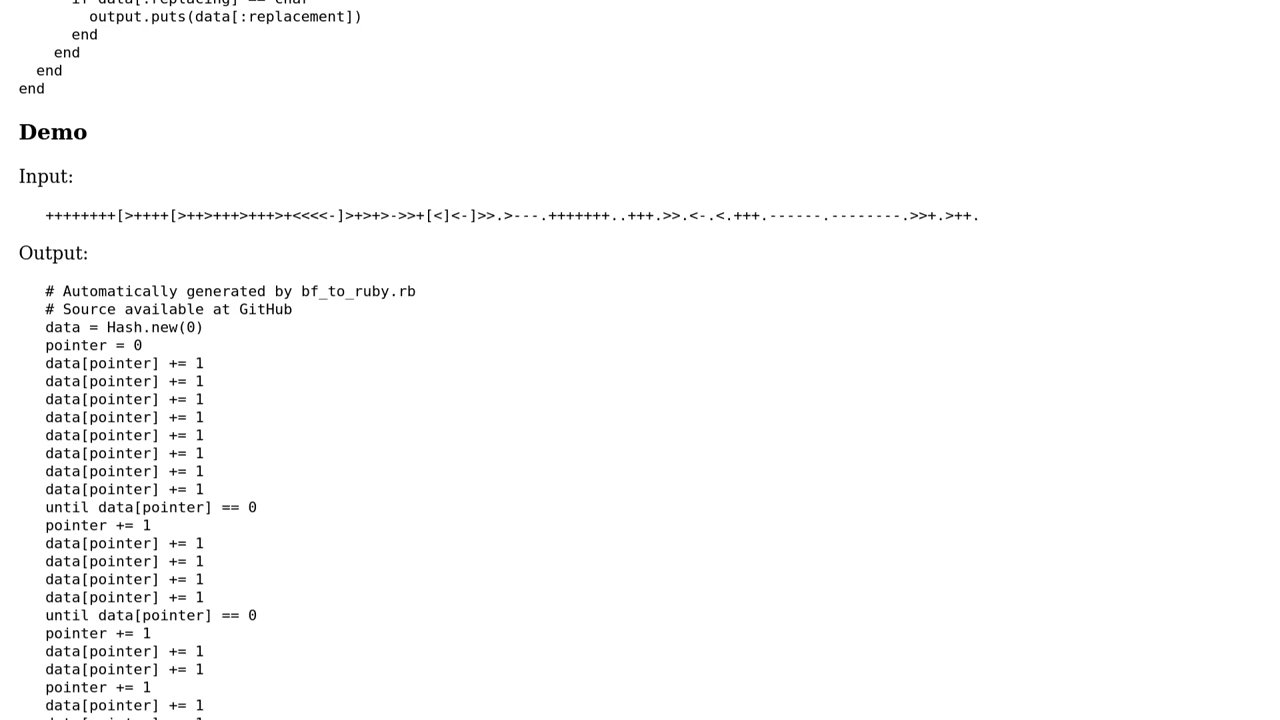 if data[:replacing] == char
output.puts(data[:replacement])
end
end
end
end
Demo
Input:
++++++++[>++++[>++>+++>+++>+<<<<-]>+>+>->>+[<]<-]>>.>---.+++++++..+++.>>.<-.<.+++.------.--------.>>+.>++.
Output:
# Automatically generated by bf_to_ruby.rb
# Source available at GitHub
data = Hash.new(0)
pointer = 0
data[pointer] += 1
data[pointer] += 1
data[pointer] += 1
data[pointer] += 1
data[pointer] += 1
data[pointer] += 1
data[pointer] += 1
data[pointer] += 1
until data[pointer] == 0
pointer += 1
data[pointer] += 1
data[pointer] += 1
data[pointer] += 1
data[pointer] += 1
until data[pointer] == 0
pointer += 1
data[pointer] += 1
data[pointer] += 1
pointer += 1
data[pointer] += 1